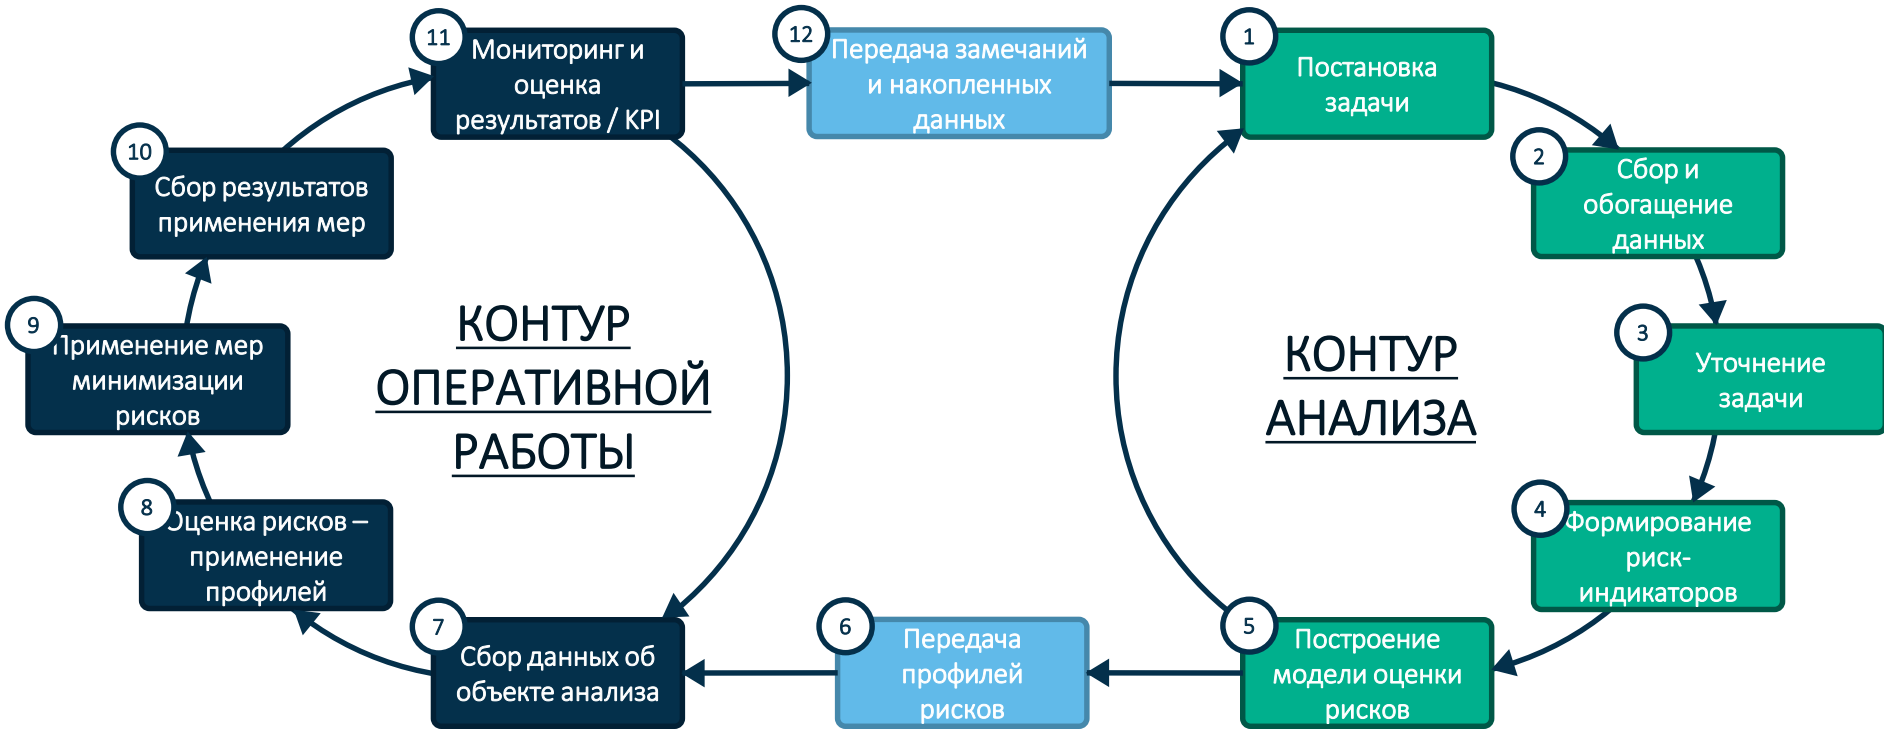 1
Постановка
задачи
2
Сбор и
обогащение
данных
3
Уточнение
задачи
4
Формирование
риск-
индикаторов
5
Построение
модели оценки
рисков
6
Передача
профилей
рисков
7
Сбор данных об
объекте анализа
8
Оценка рисков –
применение
профилей
9
Применение мер
минимизации
рисков
10
Сбор результатов
применения мер
11
Мониторинг и
оценка
результатов / KPI
12
Передача замечаний
и накопленных
данных
КОНТУР
ОПЕРАТИВНОЙ
РАБОТЫ
КОНТУР
АНАЛИЗА